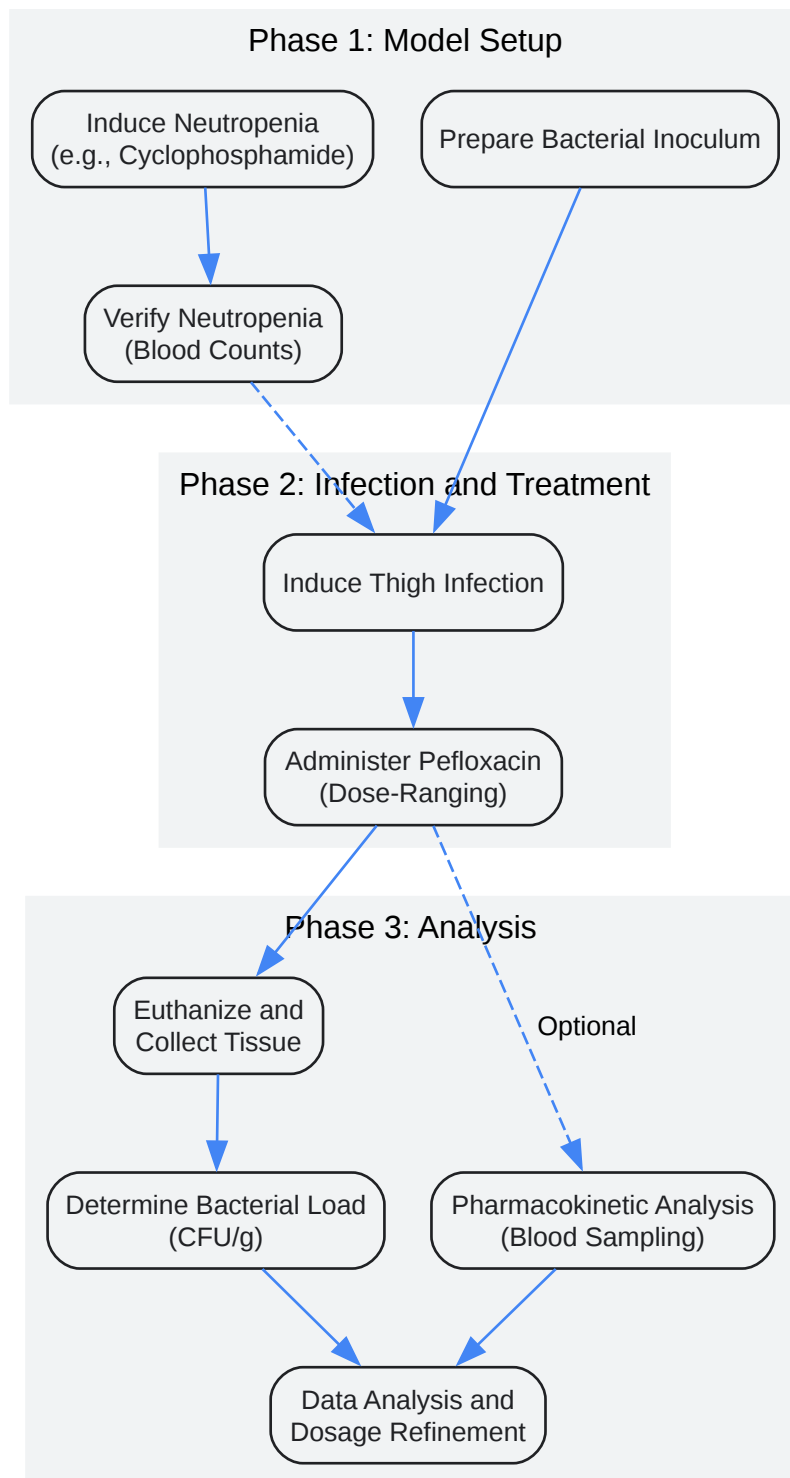 Phase 1: Model Setup
Induce Neutropenia
(e.g., Cyclophosphamide)
Prepare Bacterial Inoculum
Verify Neutropenia
(Blood Counts)
Phase 2: Infection and Treatment
Induce Thigh Infection
Administer Pefloxacin
(Dose-Ranging)
Phase 3: Analysis
Euthanize and
Collect Tissue
Optional
Determine Bacterial Load
(CFU/g)
Pharmacokinetic Analysis
(Blood Sampling)
Data Analysis and
Dosage Refinement